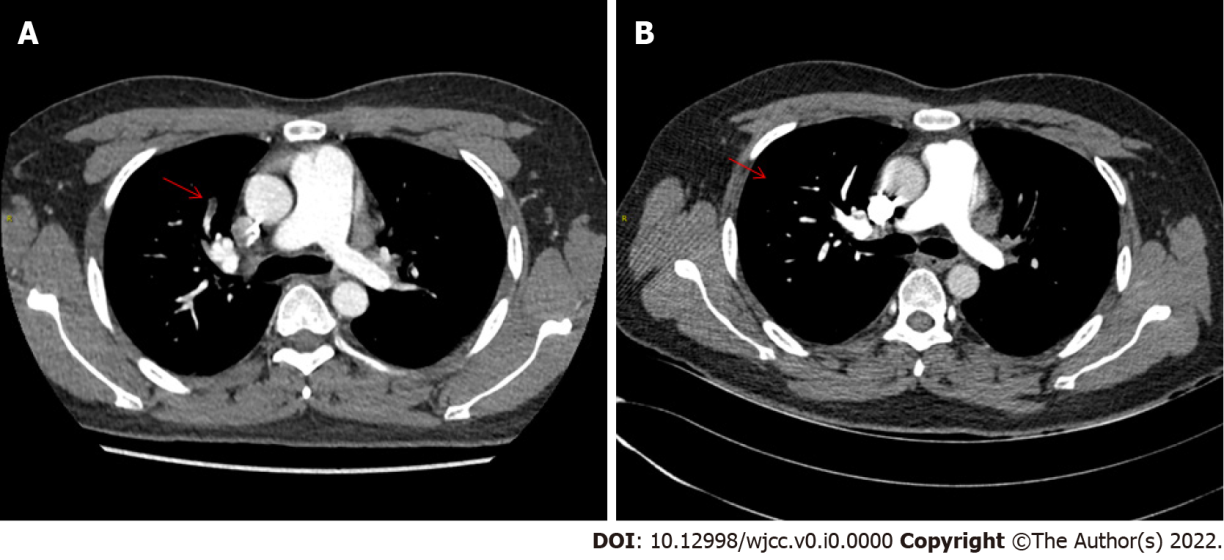 A
B
R
R
DOI: 10.12998/wjcc.v0.i0.0000 Copyright ©The Author(s) 2022.